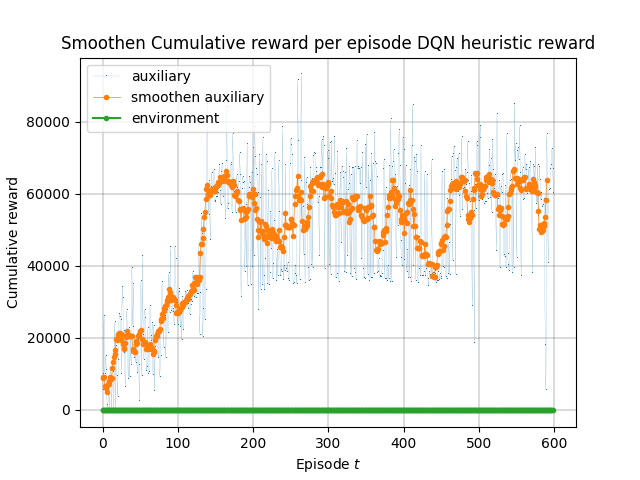 Smoothen Cumulative reward per episode DQN heuristic reward
auxiliary
smoothen auxiliary
environment
Cumulative reward
80000
60000
40000
20000
0
0 100 200 300 400 500 600
Episode t